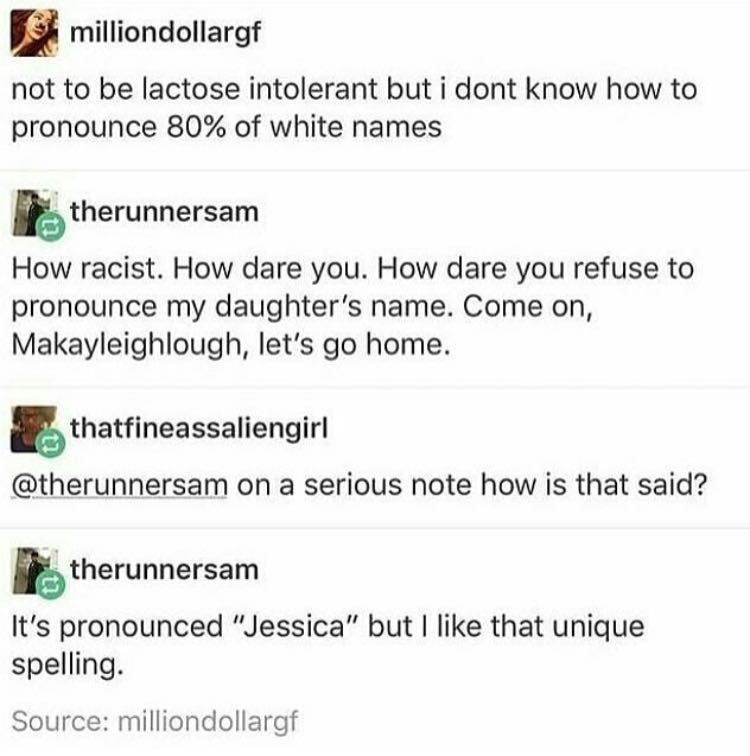 milliondollargf
not to be lactose intolerant but i dont know how to
pronounce 80% of white names
therunnersam
How racist. How dare you. How dare you refuse to
pronounce my daughter's name. Come on,
Makayleighlough, let's go home.
thatfineassaliengirl
@therunnersam on a serious note how is that said?
therunnersam
It's pronounced "Jessica" but I like that unique
spelling.
Source: milliondollargf